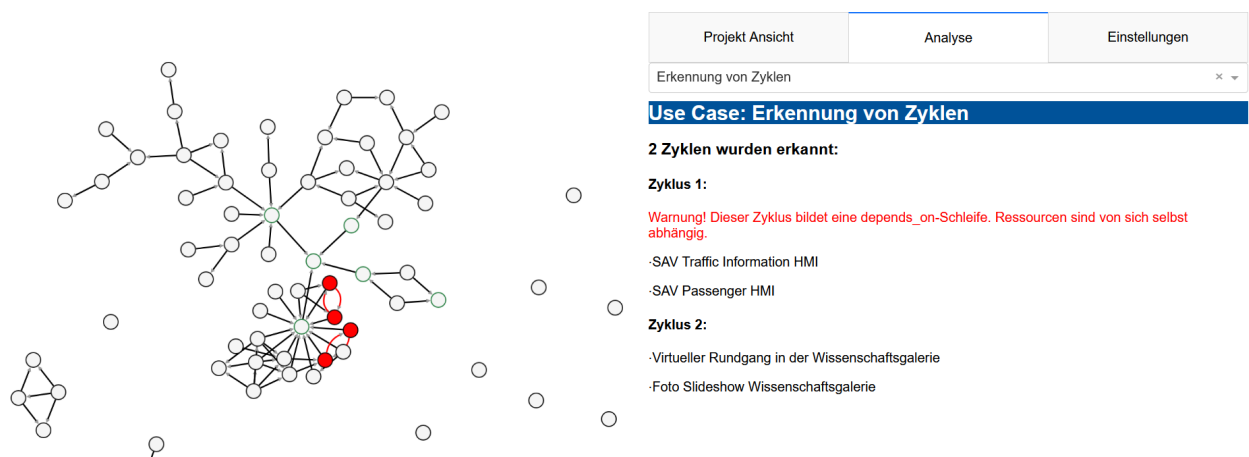 Projekt Ansicht
Analyse
Einstellungen
Erkennung von Zyklen
Use Case: Erkennung von Zyklen
2 Zyklen wurden erkannt:
Zyklus 1:
Warnung! Dieser Zyklus bildet eine depends_on-Schleife. Ressourcen sind von sich selbst
abhängig.
·SAV Traffic Information HMI
·SAV Passenger HMI
Zyklus 2:
·Virtueller Rundgang in der Wissenschaftsgalerie
·Foto Slideshow Wissenschaftsgalerie